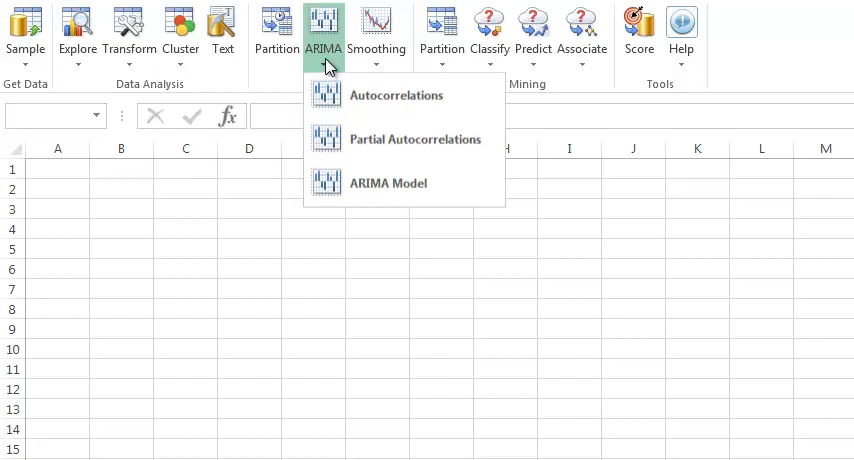 Sample Explore Transform Cluster Text Partition ARIMA Smoothing Partition Classify Predict Associate Score Help
Get Data Data Analysis Mining Tools
Autocorrelations
fx
Partial Autocorrelations
A B C D H I J K L M
ARIMA Model
1
2
3
4
5
6
7
8
9
10
11
12
13
14
15